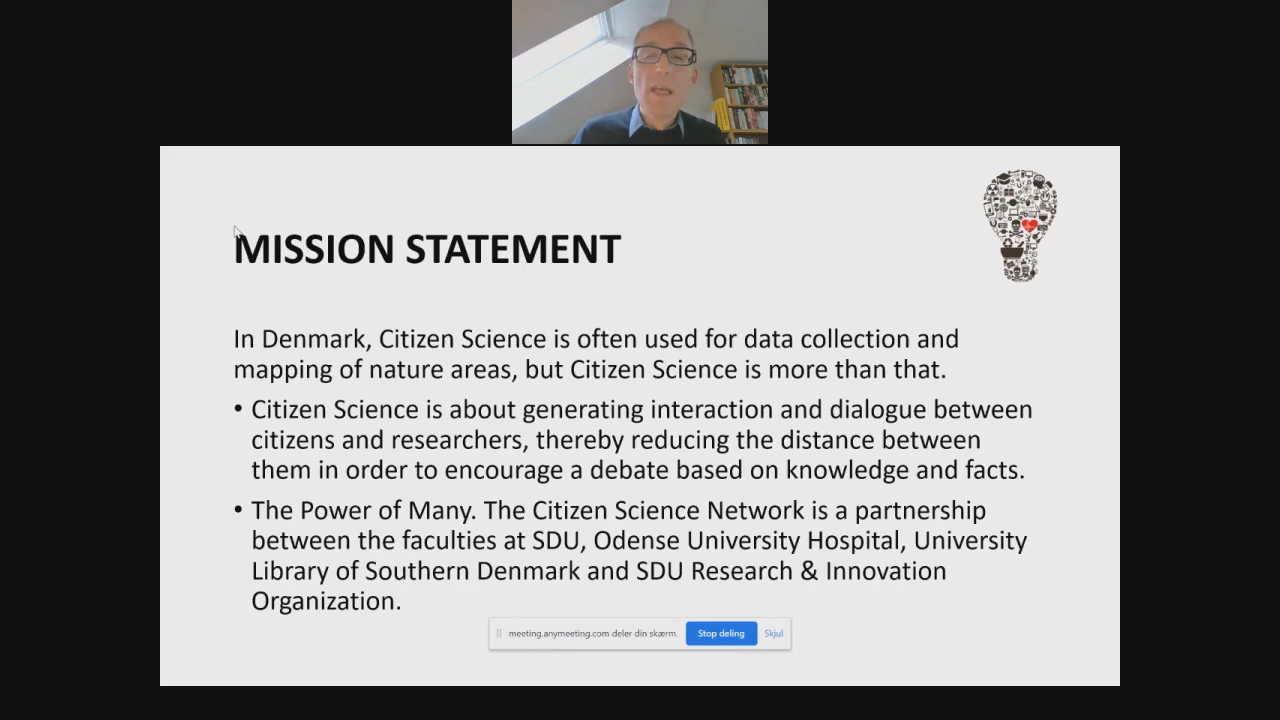 MISSION STATEMENT
In Denmark, Citizen Science is often used for data collection and
mapping of nature areas, but Citizen Science is more than that.
• Citizen Science is about generating interaction and dialogue between
citizens and researchers, thereby reducing the distance between
them in order to encourage a debate based on knowledge and facts.
• The Power of Many. The Citizen Science Network is a partnership
between the faculties at SDU, Odense University Hospital, University
Library of Southern Denmark and SDU Research & Innovation
Organization.
meeting.anymeeting.com deler din skærm. Stop deling Skjul